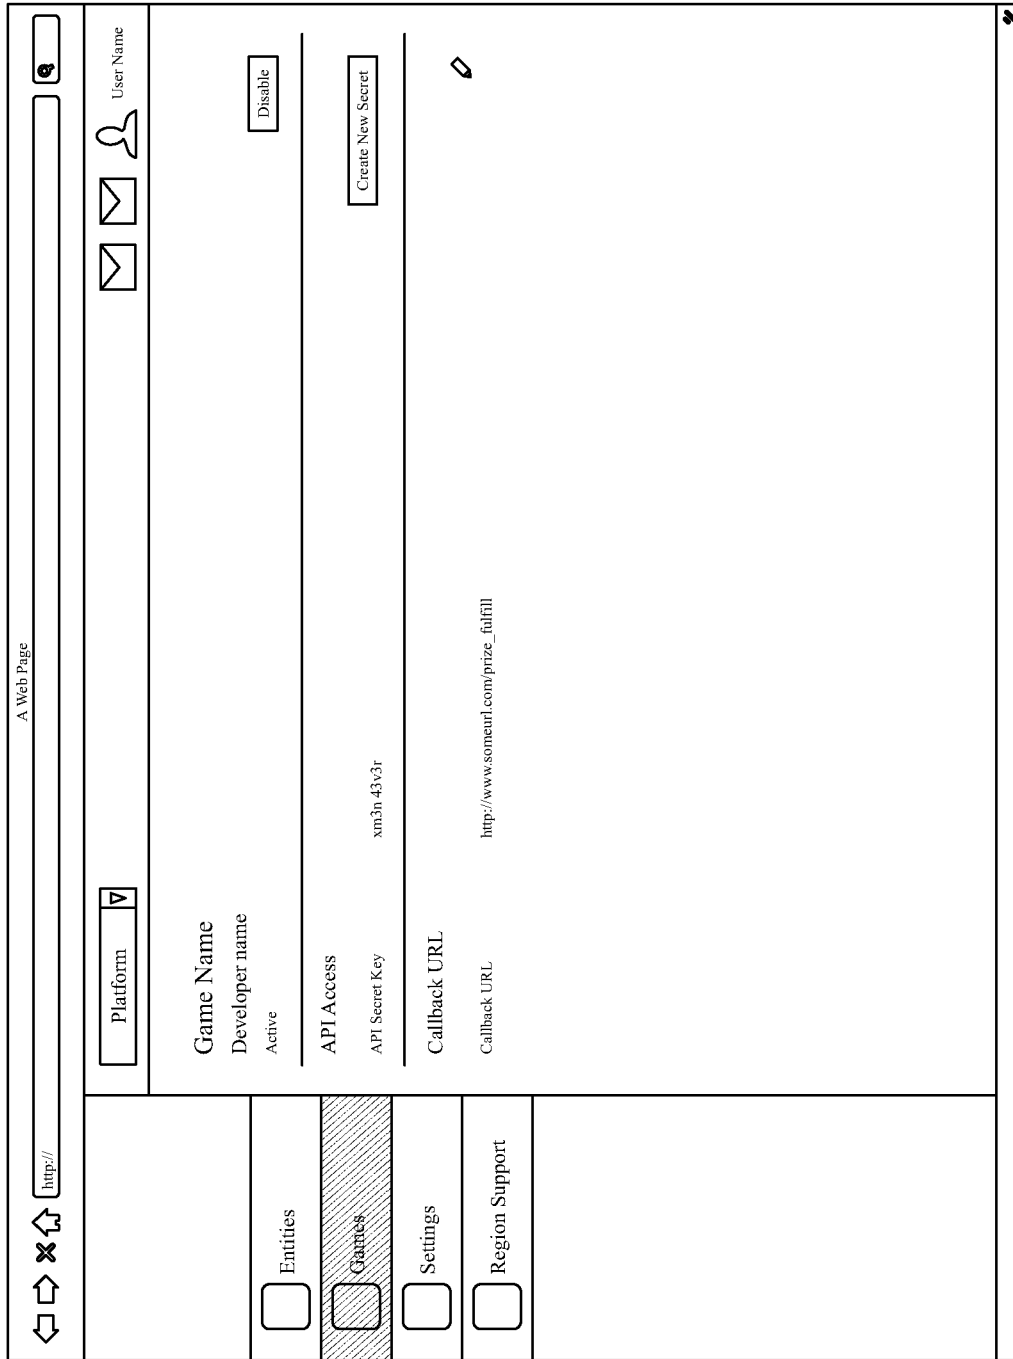 A Web Page
http://
Platform
User Name
Entities
Games
Settings
Region Support
Game Name
Developer name
Active
Disable
API Access
API Secret Key xm3n 43v3r
Create New Secret
Callback URL
Callback URL http://www.someurl.com/prize_fulfill